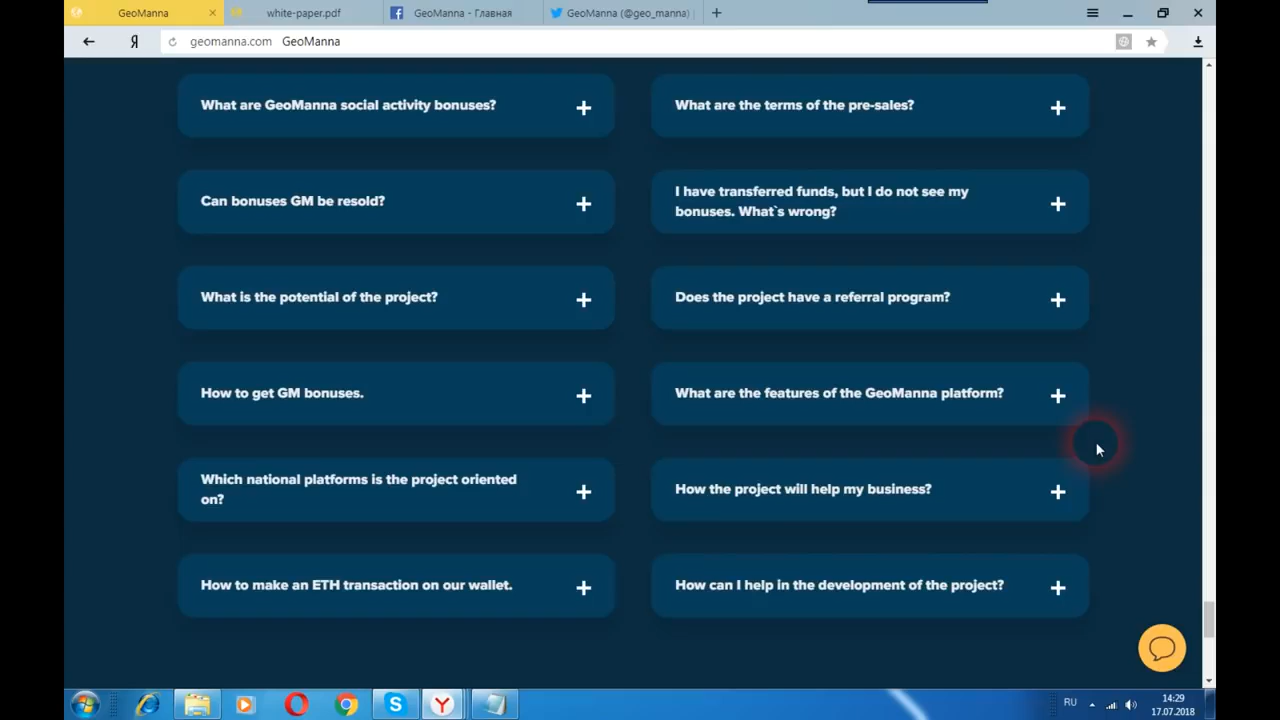 GeoManna
white-paper.pdf
GeoManna - Главная
GeoManna (@geo_manna)
Я
geomanna.com GeoManna
What are GeoManna social activity bonuses?
What are the terms of the pre-sales?
Can bonuses GM be resold?
I have transferred funds, but I do not see my
bonuses. What`s wrong?
What is the potential of the project?
Does the project have a referral program?
How to get GM bonuses.
What are the features of the GeoManna platform?
Which national platforms is the project oriented
on?
How the project will help my business?
How to make an ETH transaction on our wallet.
How can I help in the development of the project?
RU
14:29
17.07.2018